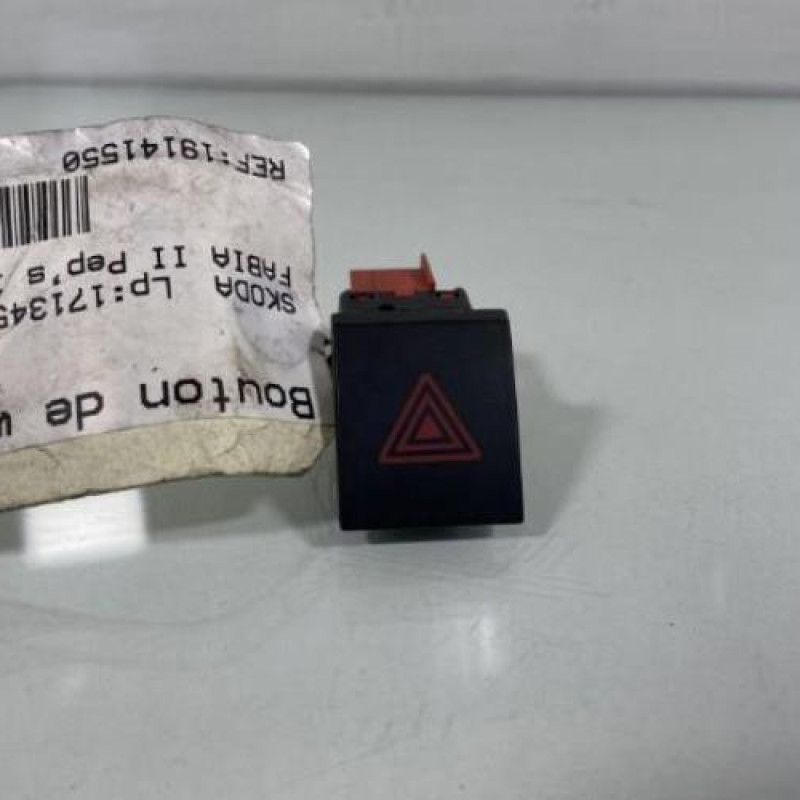 Bouton de
SKODA Lp:171345
FABIA II Pep's
REF:19141550